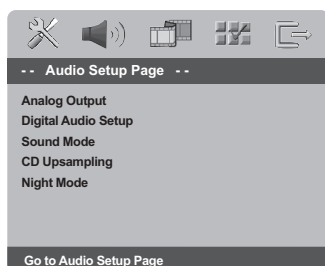 -- Audio Setup Page --
Analog Output
Digital Audio Setup
Sound Mode
CD Upsampling
Night Mode
Go to Audio Setup Page